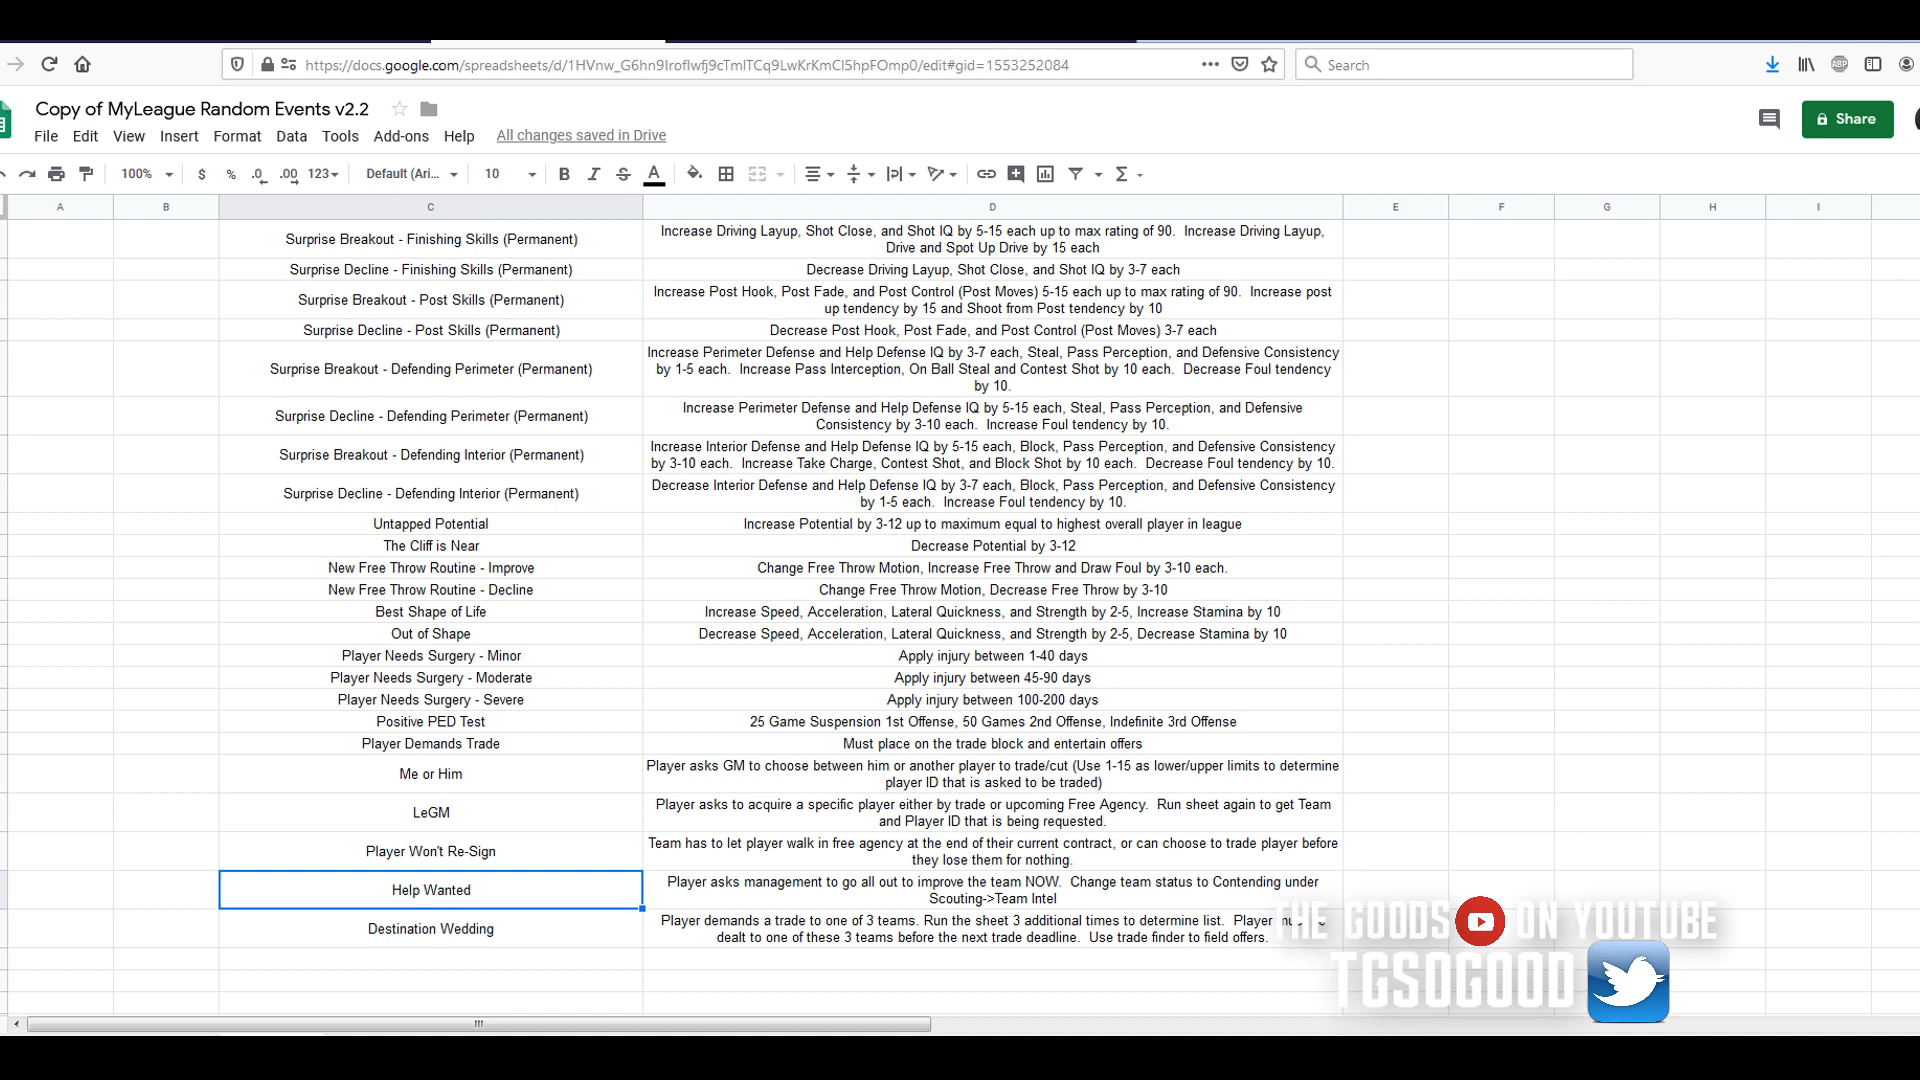 https://docs.google.com/spreadsheets/d/1HVnw_G6hn9IrofIwfj9cTmITCq9LwKrKmCI5hpFOmp0/edit#gid=1553252084
Search
ABP
Copy of MyLeague Random Events v2.2
Share
File Edit View Insert Format Data Tools Add-ons Help All changes saved in Drive
100% $ % .0 .00 123 Default (Ari... 10 B I S A
A B C D E F G H I
Surprise Breakout - Finishing Skills (Permanent)
Increase Driving Layup, Shot Close, and Shot IQ by 5-15 each up to max rating of 90. Increase Driving Layup,
Drive and Spot Up Drive by 15 each
Surprise Decline - Finishing Skills (Permanent)
Decrease Driving Layup, Shot Close, and Shot IQ by 3-7 each
Surprise Breakout - Post Skills (Permanent)
Increase Post Hook, Post Fade, and Post Control (Post Moves) 5-15 each up to max rating of 90. Increase post
up tendency by 15 and Shoot from Post tendency by 10
Surprise Decline - Post Skills (Permanent)
Decrease Post Hook, Post Fade, and Post Control (Post Moves) 3-7 each
Surprise Breakout - Defending Perimeter (Permanent)
Increase Perimeter Defense and Help Defense IQ by 3-7 each, Steal, Pass Perception, and Defensive Consistency
by 1-5 each. Increase Pass Interception, On Ball Steal and Contest Shot by 10 each. Decrease Foul tendency
by 10.
Surprise Decline - Defending Perimeter (Permanent)
Increase Perimeter Defense and Help Defense IQ by 5-15 each, Steal, Pass Perception, and Defensive
Consistency by 3-10 each. Increase Foul tendency by 10.
Surprise Breakout - Defending Interior (Permanent)
Increase Interior Defense and Help Defense IQ by 5-15 each, Block, Pass Perception, and Defensive Consistency
by 3-10 each. Increase Take Charge, Contest Shot, and Block Shot by 10 each. Decrease Foul tendency by 10.
Surprise Decline - Defending Interior (Permanent)
Decrease Interior Defense and Help Defense IQ by 3-7 each, Block, Pass Perception, and Defensive Consistency
by 1-5 each. Increase Foul tendency by 10.
Untapped Potential
Increase Potential by 3-12 up to maximum equal to highest overall player in league
The Cliff is Near
Decrease Potential by 3-12
New Free Throw Routine - Improve
Change Free Throw Motion, Increase Free Throw and Draw Foul by 3-10 each.
New Free Throw Routine - Decline
Change Free Throw Motion, Decrease Free Throw by 3-10
Best Shape of Life
Increase Speed, Acceleration, Lateral Quickness, and Strength by 2-5, Increase Stamina by 10
Out of Shape
Decrease Speed, Acceleration, Lateral Quickness, and Strength by 2-5, Decrease Stamina by 10
Player Needs Surgery - Minor
Apply injury between 1-40 days
Player Needs Surgery - Moderate
Apply injury between 45-90 days
Player Needs Surgery - Severe
Apply injury between 100-200 days
Positive PED Test
25 Game Suspension 1st Offense, 50 Games 2nd Offense, Indefinite 3rd Offense
Player Demands Trade
Must place on the trade block and entertain offers
Me or Him
Player asks GM to choose between him or another player to trade/cut (Use 1-15 as lower/upper limits to determine
player ID that is asked to be traded)
LeGM
Player asks to acquire a specific player either by trade or upcoming Free Agency. Run sheet again to get Team
and Player ID that is being requested.
Player Won't Re-Sign
Team has to let player walk in free agency at the end of their current contract, or can choose to trade player before
they lose them for nothing.
Help Wanted
Player asks management to go all out to improve the team NOW. Change team status to Contending under
Scouting->Team Intel
Destination Wedding
Player demands a trade to one of 3 teams. Run the sheet 3 additional times to determine list. Player
dealt to one of these 3 teams before the next trade deadline. Use trade finder to field offers.
THE GOODS ON YOUTUBE
TGSOGOOD